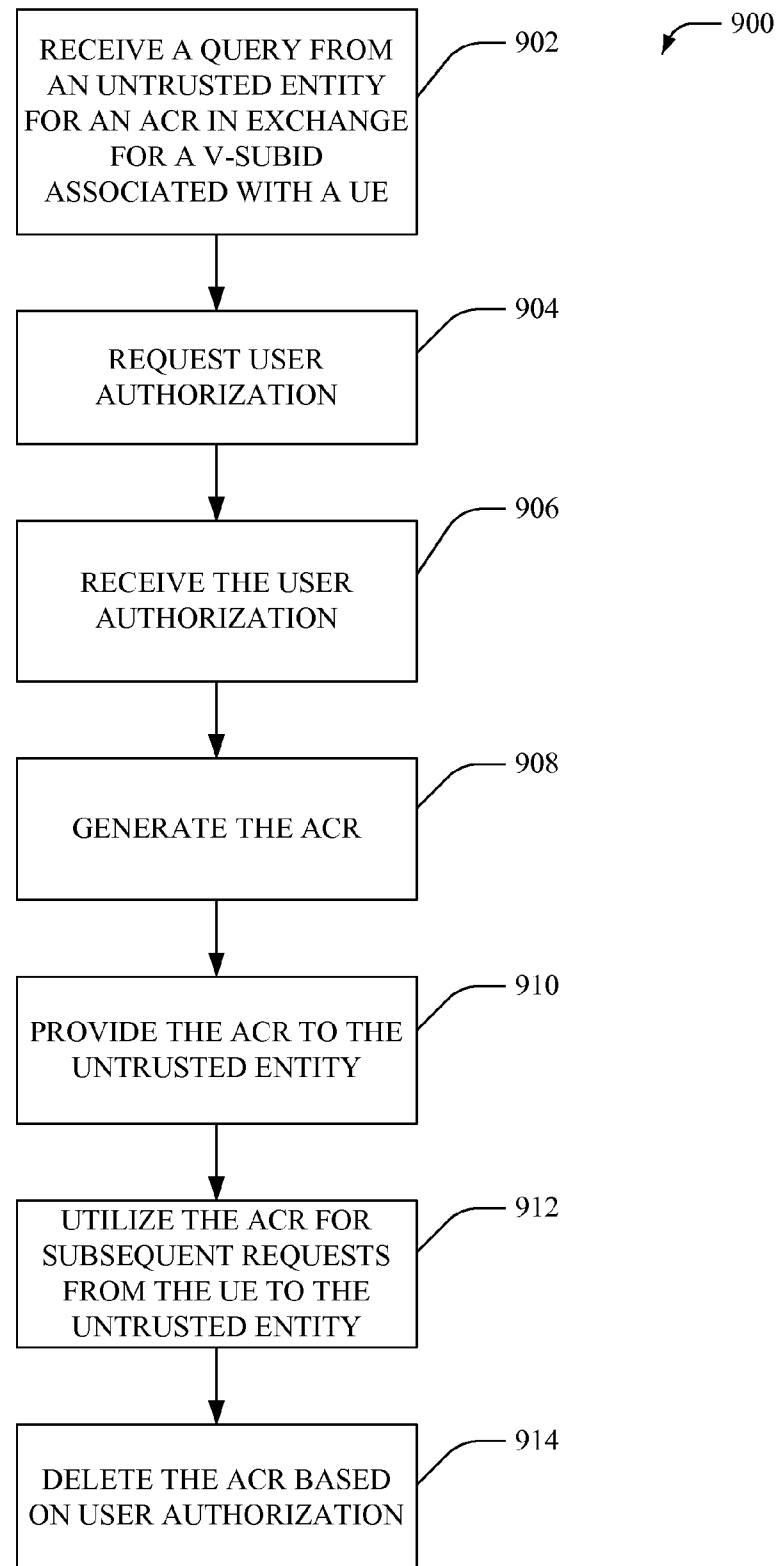 900
RECEIVE A QUERY FROM
AN UNTRUSTED ENTITY
FOR AN ACR IN EXCHANGE
FOR A V-SUBID
ASSOCIATED WITH A UE
902
REQUEST USER
AUTHORIZATION
904
RECEIVE THE USER
AUTHORIZATION
906
GENERATE THE ACR
908
PROVIDE THE ACR TO THE
UNTRUSTED ENTITY
910
UTILIZE THE ACR FOR
SUBSEQUENT REQUESTS
FROM THE UE TO THE
UNTRUSTED ENTITY
912
DELETE THE ACR BASED
ON USER AUTHORIZATION
914